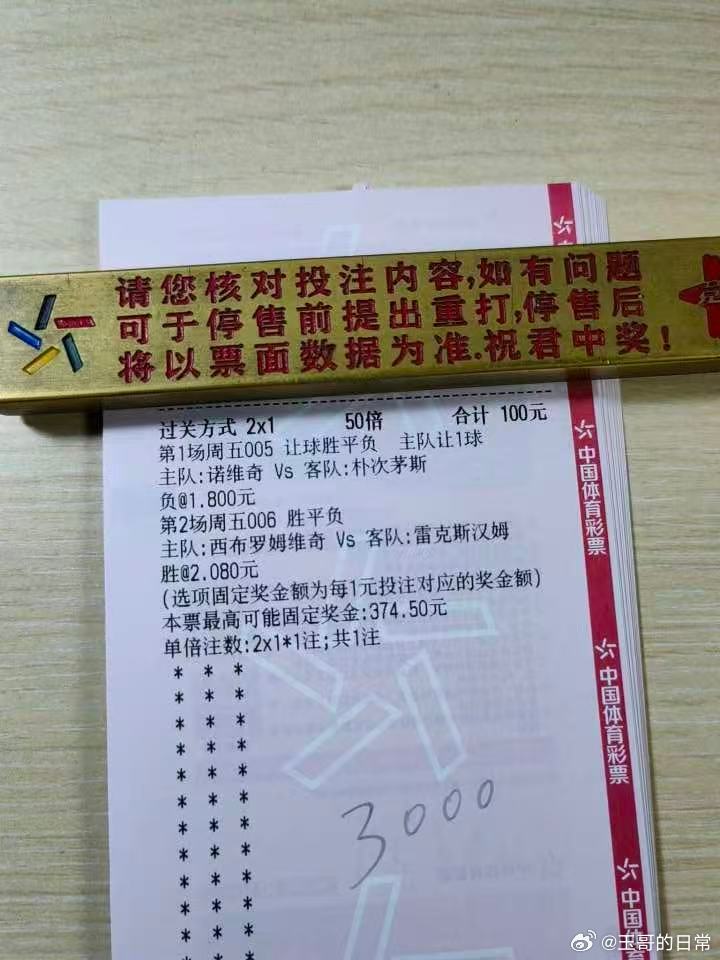 请您核对投注内容,如有问题
可于停售前提出重打,停售后
将以票面数据为准.祝君中奖!
过关方式 2x1 50倍 合计 100元
第1场周五005 让球胜平负 主队让1球
主队:诺维奇 Vs 客队:朴次茅斯
负@1.800元
第2场周五006 胜平负
主队:西布罗姆维奇 Vs 客队:雷克斯汉姆
胜@2.080元
(选项固定奖金额为每1元投注对应的奖金额)
本票最高可能固定奖金:374.50元
单倍注数:2x1*1注;共1注
* * *
* * *
* * *
* * *
* * *
* * *
* * *
* * *
* * *
* * *
* * *
* * *
3000
中国体育彩票
中国体育彩票
中国体育
@玉哥的日常